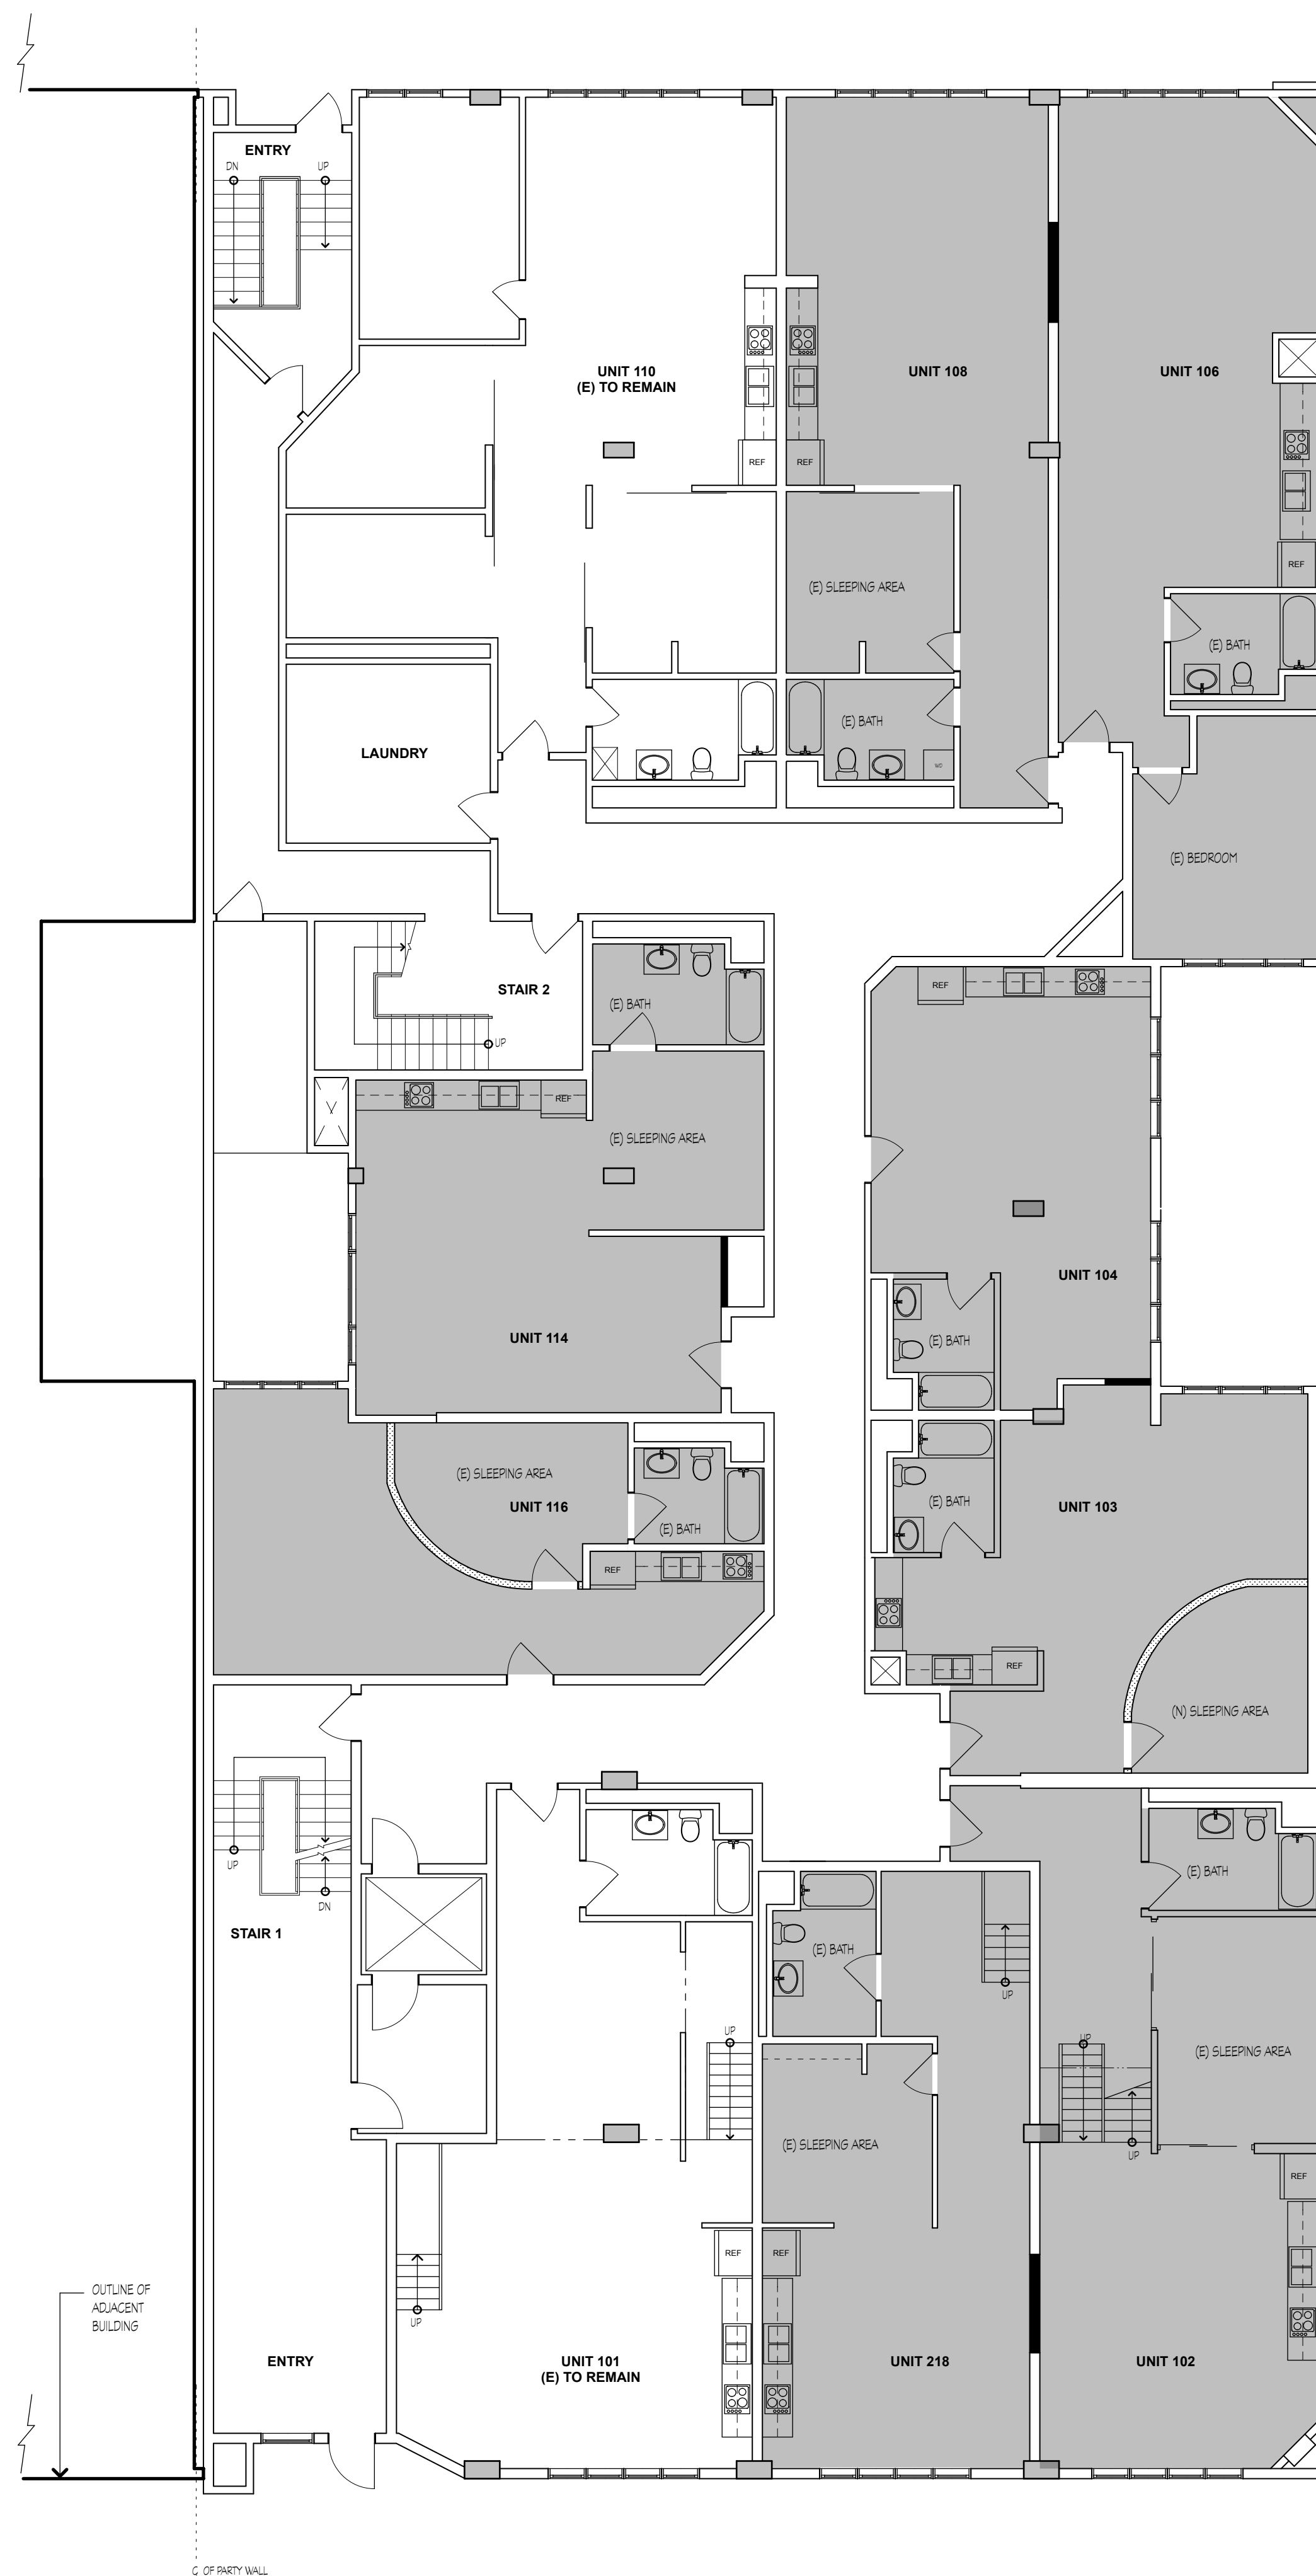 ENTRY
DN
UP
UNIT 110
(E) TO REMAIN
UNIT 108
UNIT 106
REF
REF
REF
(E) SLEEPING AREA
(E) BATH
(E) BATH
WD
LAUNDRY
(E) BEDROOM
STAIR 2
UP
(E) BATH
REF
REF
(E) SLEEPING AREA
UNIT 104
UNIT 114
(E) BATH
(E) SLEEPING AREA
UNIT 116
(E) BATH
REF
(E) BATH
UNIT 103
REF
(N) SLEEPING AREA
UP
DN
STAIR 1
(E) BATH
(E) BATH
UP
UP
UP
UP
(E) SLEEPING AREA
(E) SLEEPING AREA
REF
REF
REF
UP
OUTLINE OF
ADJACENT
BUILDING
ENTRY
UNIT 101
(E) TO REMAIN
UNIT 218
UNIT 102
C OF PARTY WALL